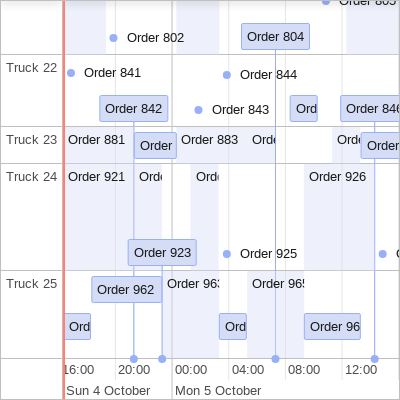 Order 802
Order 804
Truck 22
Order 841
Order 844
Order 842
Order 843
Ord
Order 846
Truck 23
Order 881
Order
Order 883
Ord
Ord
Order
Truck 24
Order 921
Ord
Ord
Order 926
Order 923
Order 925
Truck 25
Order 962
Order 963
Order 965
Ord
Ord
Order 96
16:00
20:00
00:00
04:00
08:00
12:00
Sun 4 October
Mon 5 October